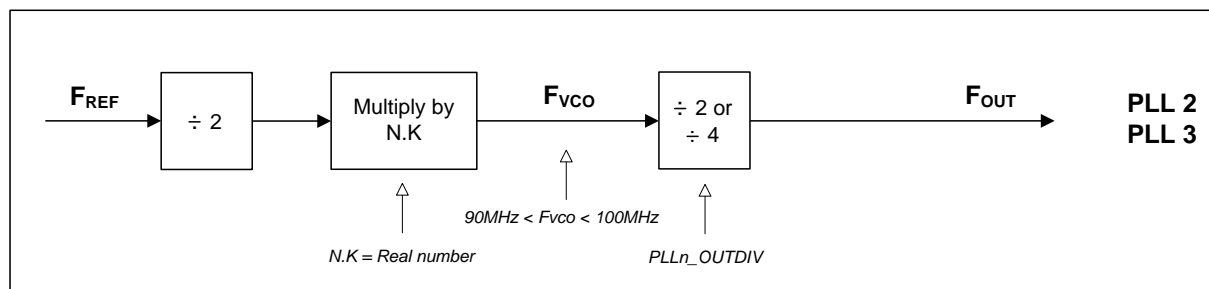 FREF
÷ 2
Multiply by
N.K
FVCO
÷ 2 or
÷ 4
FOUT
PLL 2
PLL 3
90MHz < Fvco < 100MHz
N.K = Real number
PLLn_OUTDIV